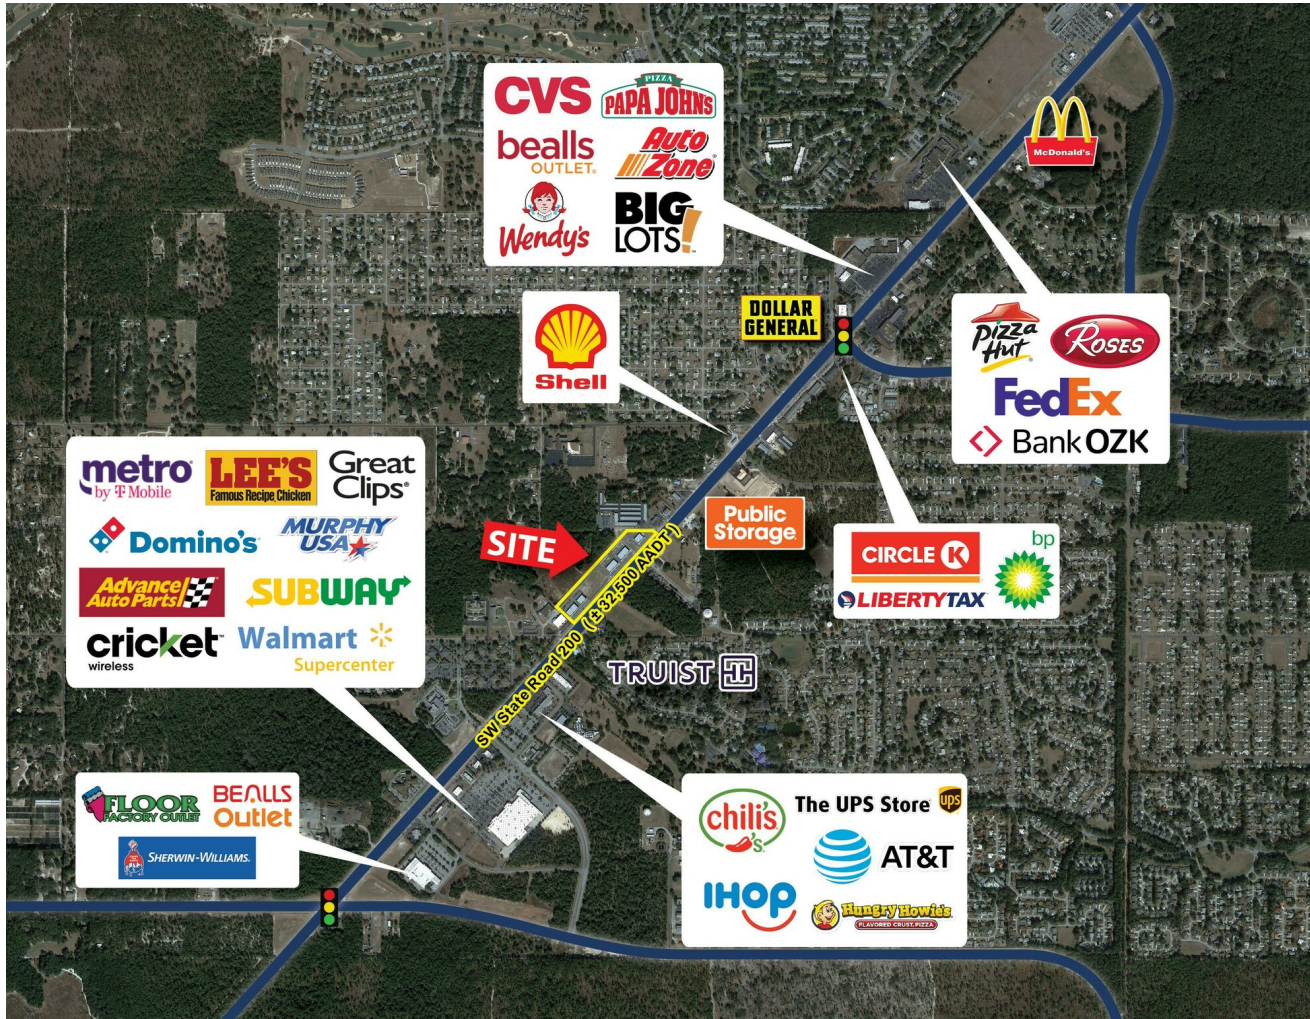 CVS
PIZZA
PAPA JOHNS
bealls
OUTLET
Auto
Zone
Wendy's
BIG
LOTS!
McDonald's
Shell
DOLLAR
GENERAL
Pizza
Hut
ROSES
FedEx
Bank OZK
metro
by T Mobile
LEE'S
Famous Recipe Chicken
Great
Clips
Domino's
MURPHY
USA
Advance
Auto Parts
SUBWAY
cricket
wireless
Walmart
Supercenter
SITE
Public
Storage
CIRCLE K
bp
LIBERTY TAX
SW State Road 200 ( ± 32,500 AADT )
TRUIST
FLOOR
FACTORY OUTLET
BEALLS
Outlet
SHERWIN-WILLIAMS.
chili's
's
The UPS Store
ups
AT&T
IHOP
Hungry Howie's
FLAVORED CRUST PIZZA